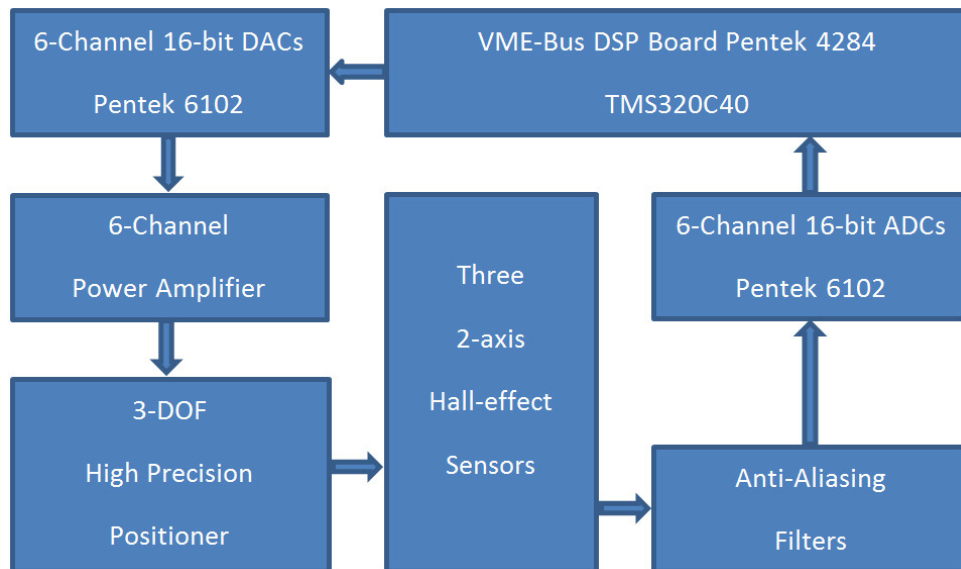 6-Channel 16-bit DACs
Pentek 6102
VME-Bus DSP Board Pentek 4284
TMS320C40
6-Channel
Power Amplifier
Three
2-axis
Hall-effect
Sensors
6-Channel 16-bit ADCs
Pentek 6102
3-DOF
High Precision
Positioner
Anti-Aliasing
Filters